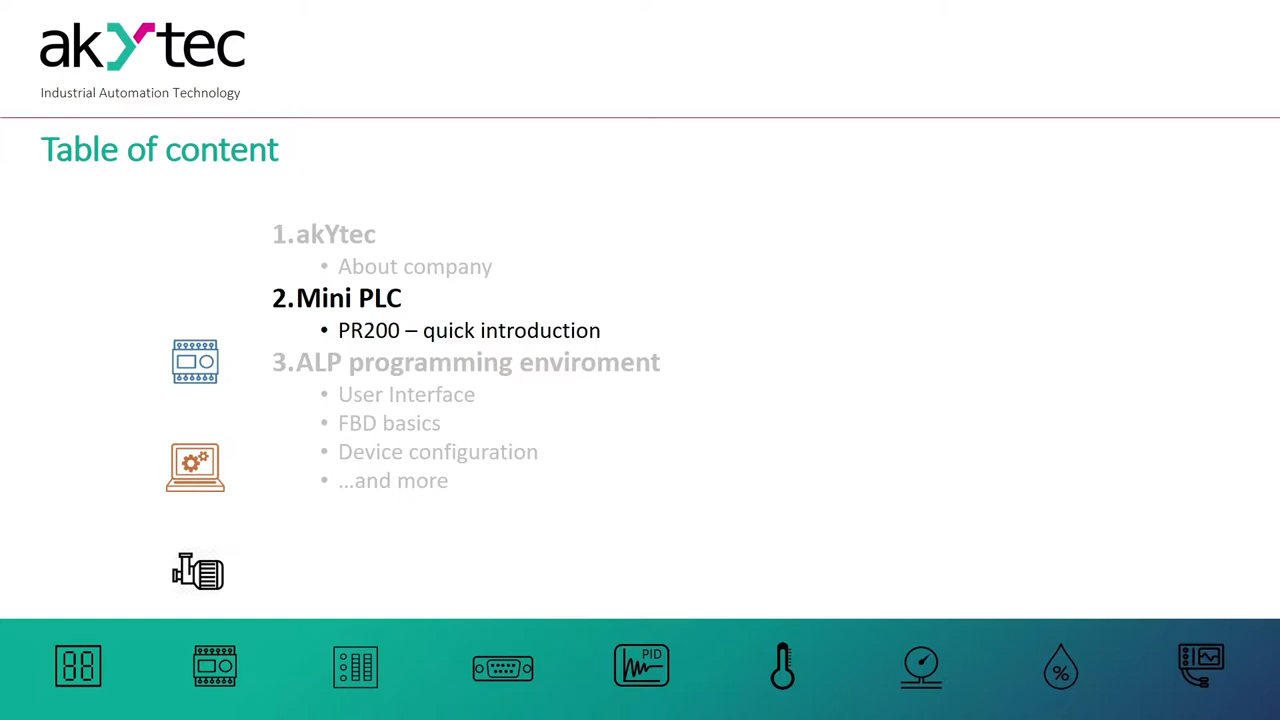 akYtec
Industrial Automation Technology
Table of content
1.akYtec
• About company
2.Mini PLC
• PR200 – quick introduction
3.ALP programming enviroment
• User Interface
• FBD basics
• Device configuration
• …and more
88
PID
%